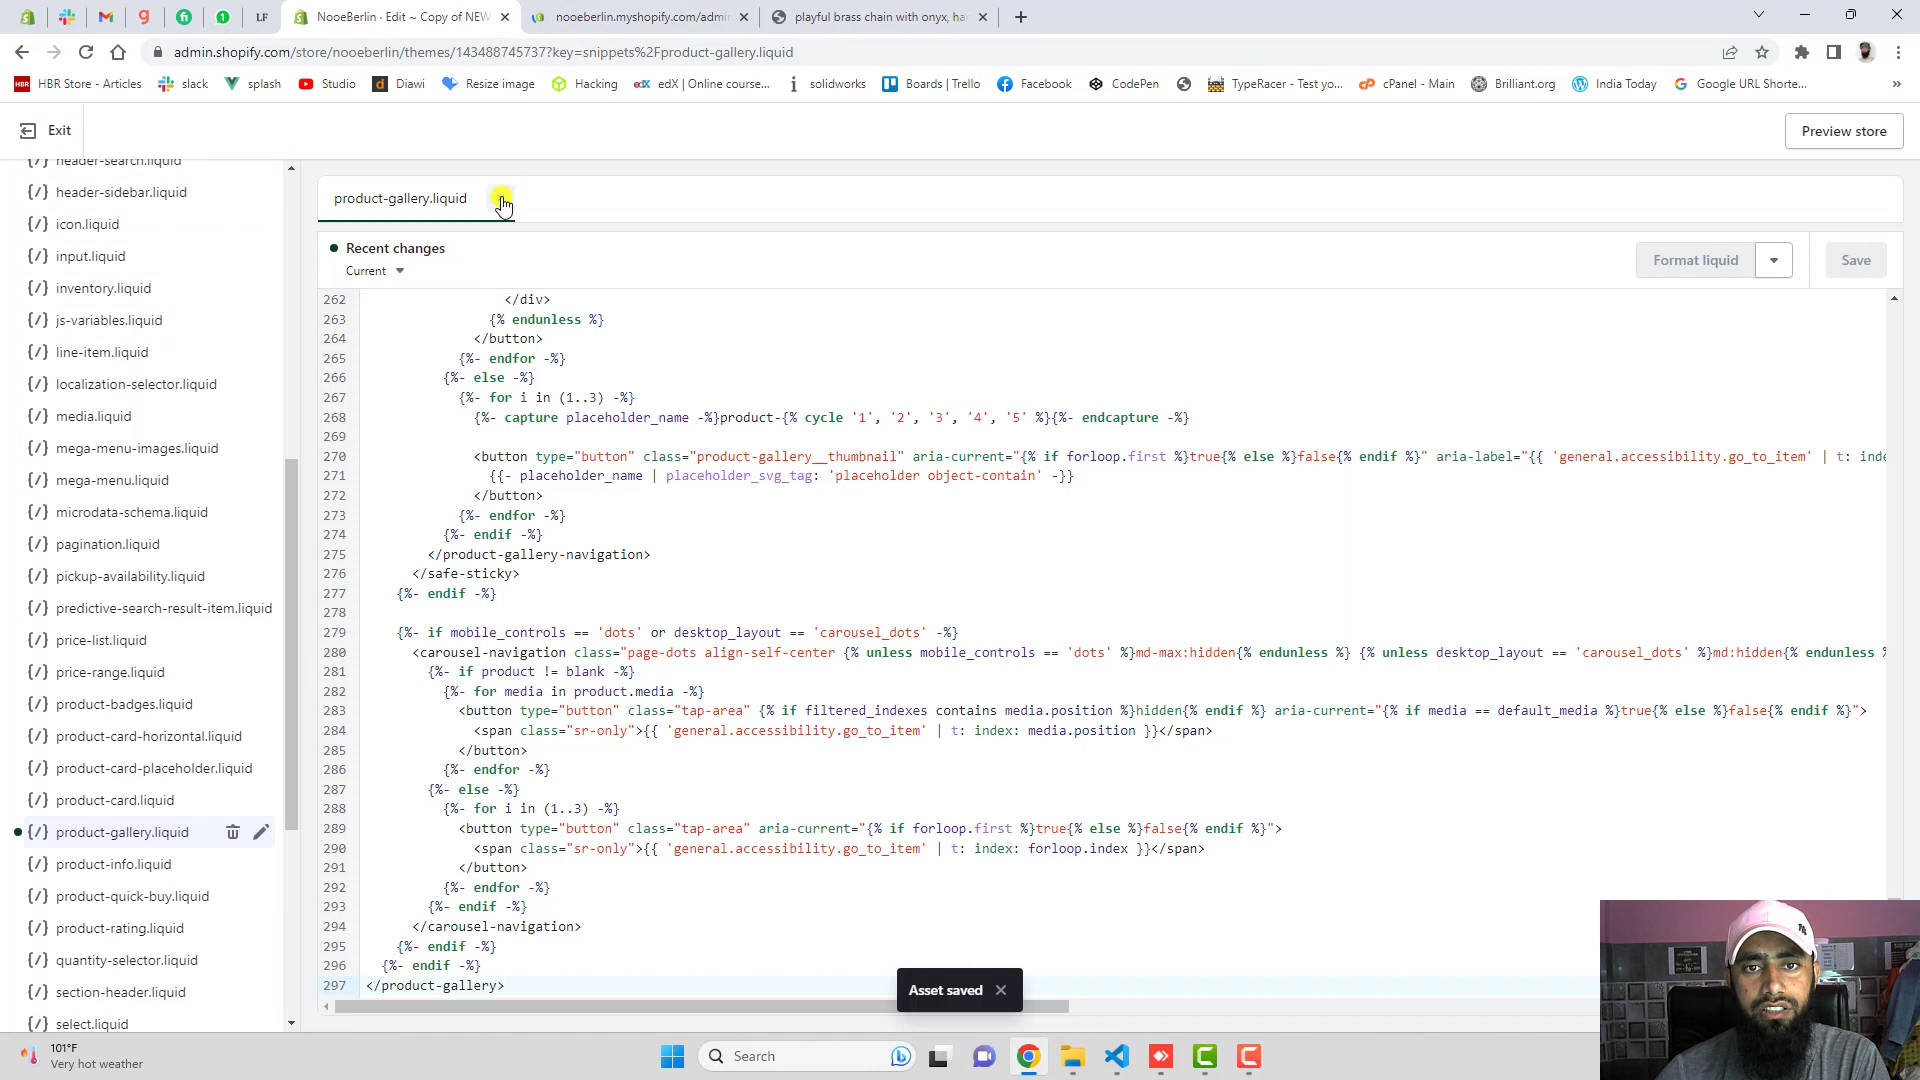 LF
NooeBerlin · Edit ~ Copy of NEW
nooeberlin.myshopify.com/admin
playful brass chain with onyx, ha
admin.shopify.com/store/nooeberlin/themes/143488745737?key=snippets%2Fproduct-gallery.liquid
HBR Store - Articles
slack
splash
Studio
Diawi
Resize image
Hacking
edX | Online course...
solidworks
Boards | Trello
Facebook
CodePen
TypeRacer - Test yo...
cPanel - Main
Brilliant.org
India Today
Google URL Shorte...
Exit
Preview store
header-search.liquid
header-sidebar.liquid
icon.liquid
input.liquid
inventory.liquid
js-variables.liquid
line-item.liquid
localization-selector.liquid
media.liquid
mega-menu-images.liquid
mega-menu.liquid
microdata-schema.liquid
pagination.liquid
pickup-availability.liquid
predictive-search-result-item.liquid
price-list.liquid
price-range.liquid
product-badges.liquid
product-card-horizontal.liquid
product-card-placeholder.liquid
product-card.liquid
product-gallery.liquid
product-info.liquid
product-quick-buy.liquid
product-rating.liquid
quantity-selector.liquid
section-header.liquid
select.liquid
product-gallery.liquid
Recent changes
Current
Format liquid
Save
262 </div>
263 {% endunless %}
264 </button>
265 {%- endfor -%}
266 {%- else -%}
267 {%- for i in (1..3) -%}
268 {%- capture placeholder_name -%}product-{% cycle '1', '2', '3', '4', '5' %}{%- endcapture -%}
269
270 <button type="button" class="product-gallery__thumbnail" aria-current="{% if forloop.first %}true{% else %}false{% endif %}" aria-label="{{ 'general.accessibility.go_to_item' | t: inde
271 {{- placeholder_name | placeholder_svg_tag: 'placeholder object-contain' -}}
272 </button>
273 {%- endfor -%}
274 {%- endif -%}
275 </product-gallery-navigation>
276 </safe-sticky>
277 {%- endif -%}
278
279 {%- if mobile_controls == 'dots' or desktop_layout == 'carousel_dots' -%}
280 <carousel-navigation class="page-dots align-self-center {% unless mobile_controls == 'dots' %}md-max:hidden{% endunless %} {% unless desktop_layout == 'carousel_dots' %}md:hidden{% endunless %
281 {%- if product != blank -%}
282 {%- for media in product.media -%}
283 <button type="button" class="tap-area" {% if filtered_indexes contains media.position %}hidden{% endif %} aria-current="{% if media == default_media %}true{% else %}false{% endif %}">
284 <span class="sr-only">{{ 'general.accessibility.go_to_item' | t: index: media.position }}</span>
285 </button>
286 {%- endfor -%}
287 {%- else -%}
288 {%- for i in (1..3) -%}
289 <button type="button" class="tap-area" aria-current="{% if forloop.first %}true{% else %}false{% endif %}">
290 <span class="sr-only">{{ 'general.accessibility.go_to_item' | t: index: forloop.index }}</span>
291 </button>
292 {%- endfor -%}
293 {%- endif -%}
294 </carousel-navigation>
295 {%- endif -%}
296 {%- endif -%}
297 </product-gallery>
Asset saved
101°F
Very hot weather
Search